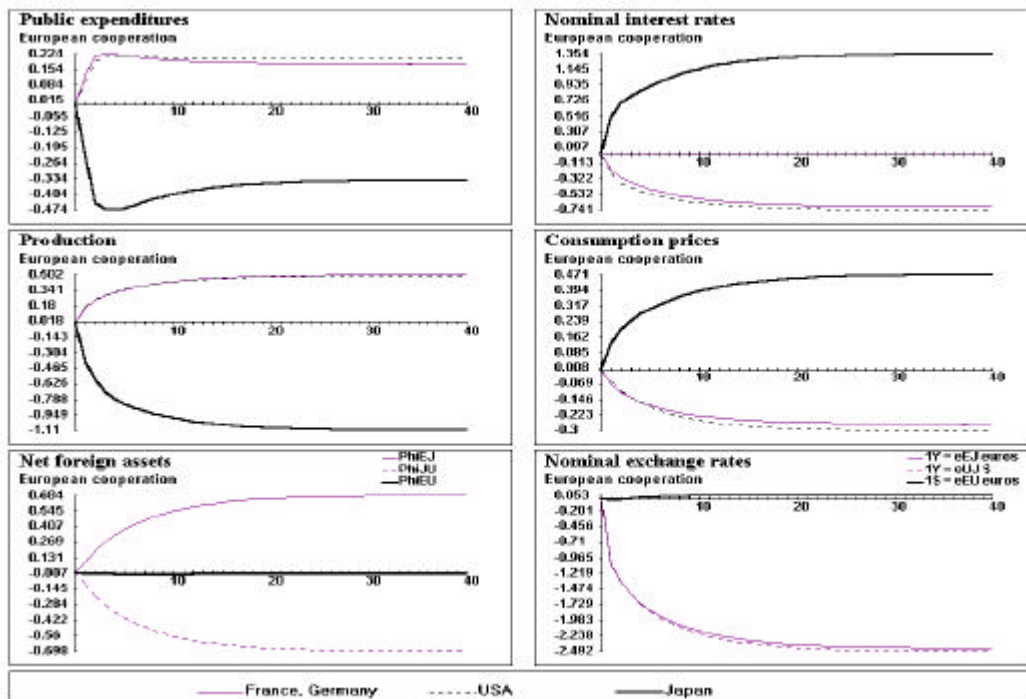 Public expenditures
European cooperation
0.224
0.154
0.084
0.015
-0.055
-0.125
-0.195
-0.264
-0.334
-0.404
-0.474
10 20 30 40
Nominal interest rates
European cooperation
1.354
1.145
0.935
0.726
0.516
0.307
0.097
-0.113
-0.322
-0.532
-0.741
10 20 30 40
Production
European cooperation
0.502
0.341
0.18
0.018
-0.143
-0.304
-0.465
-0.626
-0.788
-0.949
-1.11
10 20 30 40
Consumption prices
European cooperation
0.471
0.394
0.317
0.239
0.162
0.085
0.008
-0.069
-0.146
-0.223
-0.3
10 20 30 40
Net foreign assets
European cooperation
PhiEJ
PhiJU
PhiEU
0.684
0.545
0.407
0.269
0.131
-0.007
-0.145
-0.284
-0.422
-0.56
-0.698
10 20 30 40
Nominal exchange rates
European cooperation
1Y = eEJ euros
1Y = eUJ $
1$ = eEU euros
0.053
-0.201
-0.456
-0.71
-0.965
-1.219
-1.474
-1.729
-1.983
-2.238
-2.492
10 20 30 40
France, Germany USA Japan